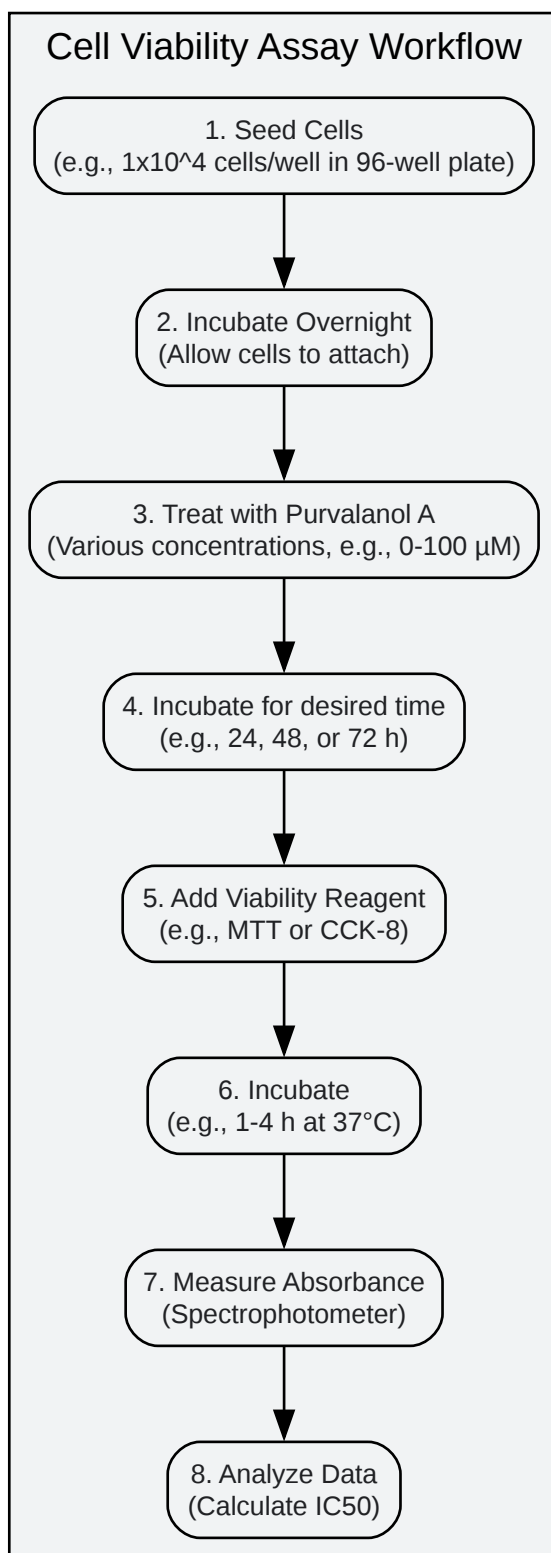 Cell Viability Assay Workflow
1. Seed Cells
(e.g., 1x10^4 cells/well in 96-well plate)
2. Incubate Overnight
(Allow cells to attach)
3. Treat with Purvalanol A
(Various concentrations, e.g., 0-100 µM)
4. Incubate for desired time
(e.g., 24, 48, or 72 h)
5. Add Viability Reagent
(e.g., MTT or CCK-8)
6. Incubate
(e.g., 1-4 h at 37°C)
7. Measure Absorbance
(Spectrophotometer)
8. Analyze Data
(Calculate IC50)